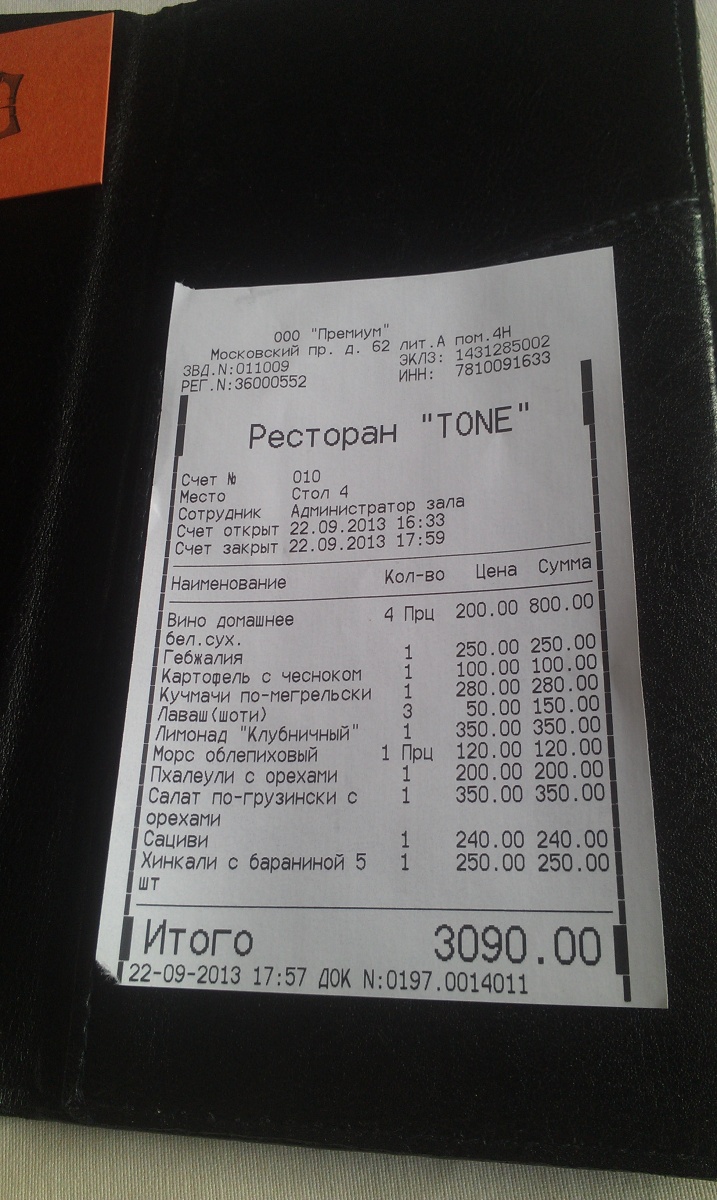 ООО "Премиум"
Московский пр. д. 62 лит.А пом.4Н
ЗВД.N:011009 ЭКЛЗ: 1431285002
РЕГ.N:36000552 ИНН: 7810091633
Ресторан "TONE"
Счет № 010
Место Стол 4
Сотрудник Администратор зала
Счет открыт 22.09.2013 16:33
Счет закрыт 22.09.2013 17:59
Наименование Кол-во Цена Сумма
Вино домашнее 4 Прц 200.00 800.00
бел.сух.
Гебжалия 1 250.00 250.00
Картофель с чесноком 1 100.00 100.00
Кучмачи по-мегрельски 1 280.00 280.00
Лаваш(шоти) 3 50.00 150.00
Лимонад "Клубничный" 1 350.00 350.00
Морс облепиховый 1 Прц 120.00 120.00
Пхалеули с орехами 1 200.00 200.00
Салат по-грузински с 1 350.00 350.00
орехами
Сациви 1 240.00 240.00
Хинкали с бараниной 5 1 250.00 250.00
шт
Итого 3090.00
22-09-2013 17:57 ДОК N:0197.0014011